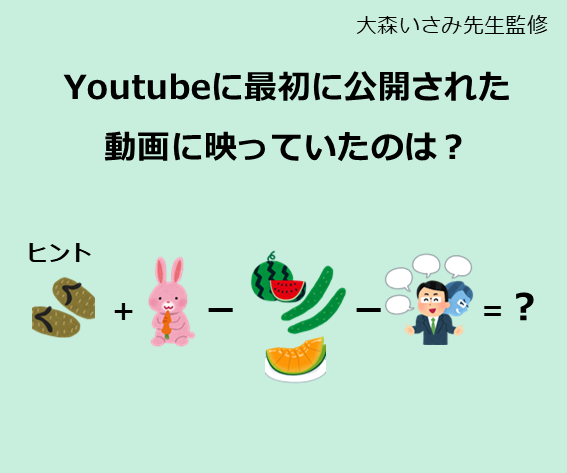 大森いさみ先生監修
Youtubeに最初に公開された
動画に映っていたのは？
ヒント
+ － － = ?